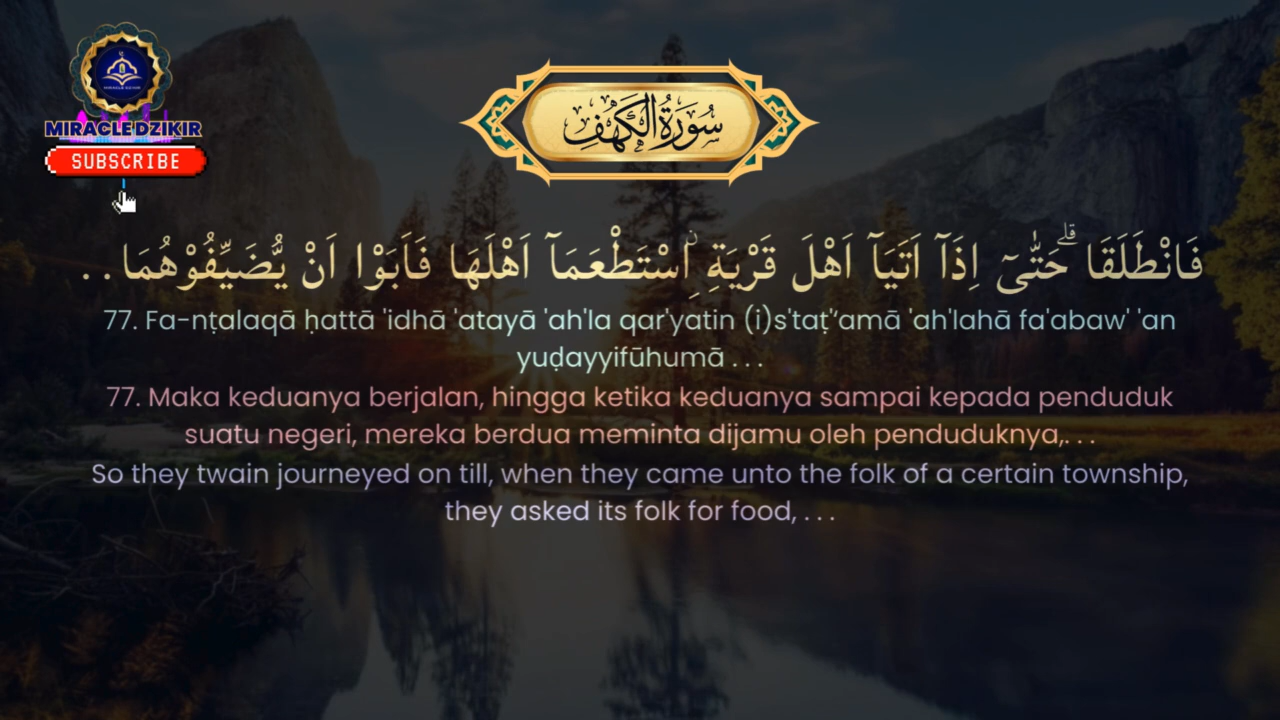 MIRACLE DZIKIR
MIRACLE DZIKIR
SUBSCRIBE
سُورَةُ الْكَهْفِ
فَانْطَلَقَا ۗ حَتّٰىٓ اِذَآ اَتَيَآ اَهْلَ قَرْيَةِ ِۨاسْتَطْعَمَآ اَهْلَهَا فَاَبَوْا اَنْ يُّضَيِّفُوْهُمَا . .
77. Fa-nṭalaqā ḥattā 'idhā 'atayā 'ah'la qar'yatin (i)s'taṭ'‘amā 'ah'lahā fa'abaw' 'an
yuḍayyifūhumā . . .
77. Maka keduanya berjalan, hingga ketika keduanya sampai kepada penduduk
suatu negeri, mereka berdua meminta dijamu oleh penduduknya,. . .
So they twain journeyed on till, when they came unto the folk of a certain township,
they asked its folk for food, . . .